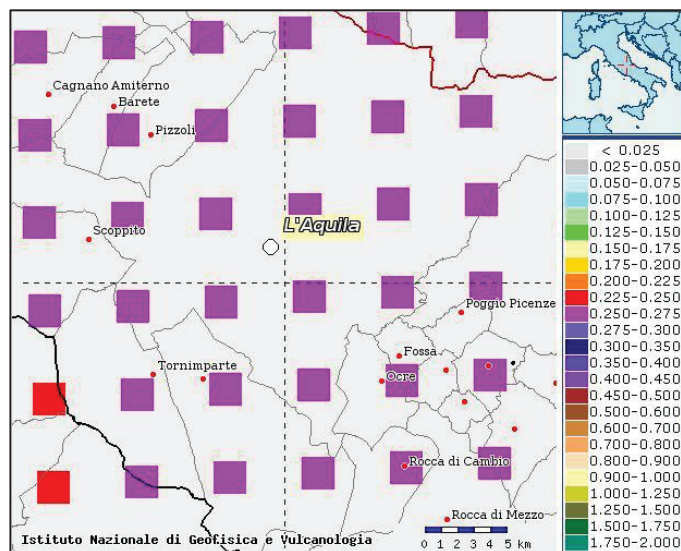 Cagnano Amiterno
Barete
Pizzoli
L'Aquila
Scoppito
Poggio Picenze
Fossa
Tornimparte
Ocre
Rocca di Cambio
Rocca di Mezzo
Istituto Nazionale di Geofisica e Vulcanologia
0 1 2 3 4 5 km
< 0.025
0.025-0.050
0.050-0.075
0.075-0.100
0.100-0.125
0.125-0.150
0.150-0.175
0.175-0.200
0.200-0.225
0.225-0.250
0.250-0.275
0.275-0.300
0.300-0.350
0.350-0.400
0.400-0.450
0.450-0.500
0.500-0.600
0.600-0.700
0.700-0.800
0.800-0.900
0.900-1.000
1.000-1.250
1.250-1.500
1.500-1.750
1.750-2.000